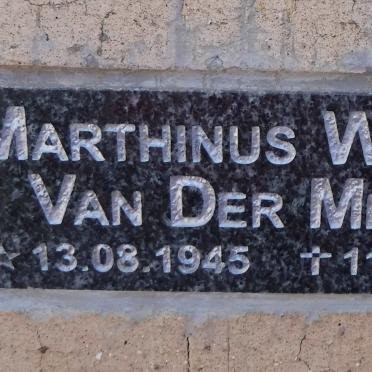 MARTHINUS
VAN DER
* 13.08.1945 ✝